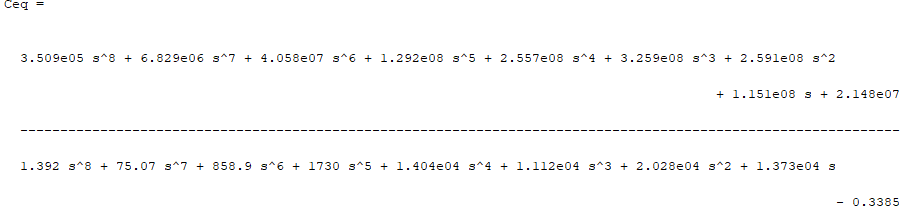 Ceq =
3.509e05 s^8 + 6.829e06 s^7 + 4.058e07 s^6 + 1.292e08 s^5 + 2.557e08 s^4 + 3.259e08 s^3 + 2.591e08 s^2
+ 1.151e08 s + 2.148e07
--------------------------------------------------------------------------------------------------------------
1.392 s^8 + 75.07 s^7 + 858.9 s^6 + 1730 s^5 + 1.404e04 s^4 + 1.112e04 s^3 + 2.028e04 s^2 + 1.373e04 s
- 0.3385